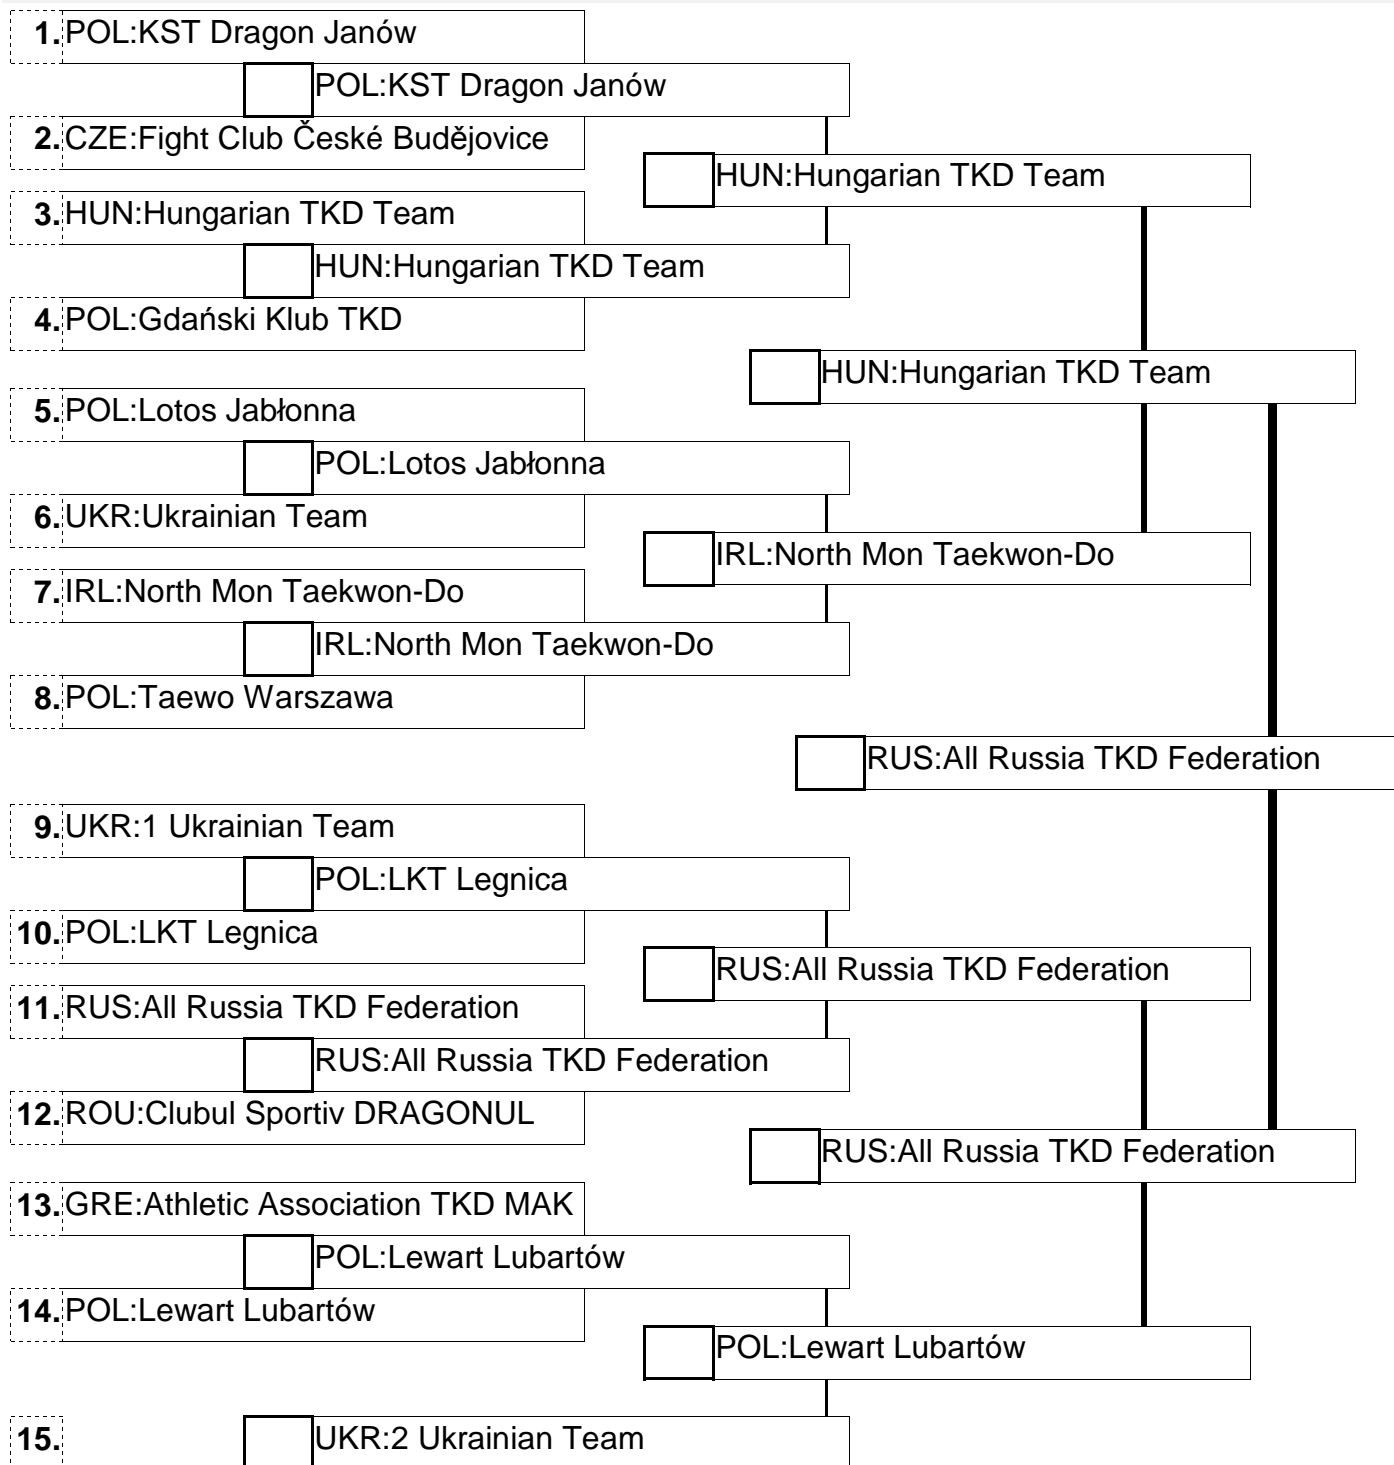 1. POL:KST Dragon Janów
POL:KST Dragon Janów
2. CZE:Fight Club České Budějovice
HUN:Hungarian TKD Team
3. HUN:Hungarian TKD Team
HUN:Hungarian TKD Team
4. POL:Gdański Klub TKD
HUN:Hungarian TKD Team
5. POL:Lotos Jabłonna
POL:Lotos Jabłonna
6. UKR:Ukrainian Team
IRL:North Mon Taekwon-Do
7. IRL:North Mon Taekwon-Do
IRL:North Mon Taekwon-Do
8. POL:Taewo Warszawa
RUS:All Russia TKD Federation
9. UKR:1 Ukrainian Team
POL:LKT Legnica
10. POL:LKT Legnica
RUS:All Russia TKD Federation
11. RUS:All Russia TKD Federation
RUS:All Russia TKD Federation
12. ROU:Clubul Sportiv DRAGONUL
RUS:All Russia TKD Federation
13. GRE:Athletic Association TKD MAK
POL:Lewart Lubartów
14. POL:Lewart Lubartów
POL:Lewart Lubartów
15. UKR:2 Ukrainian Team